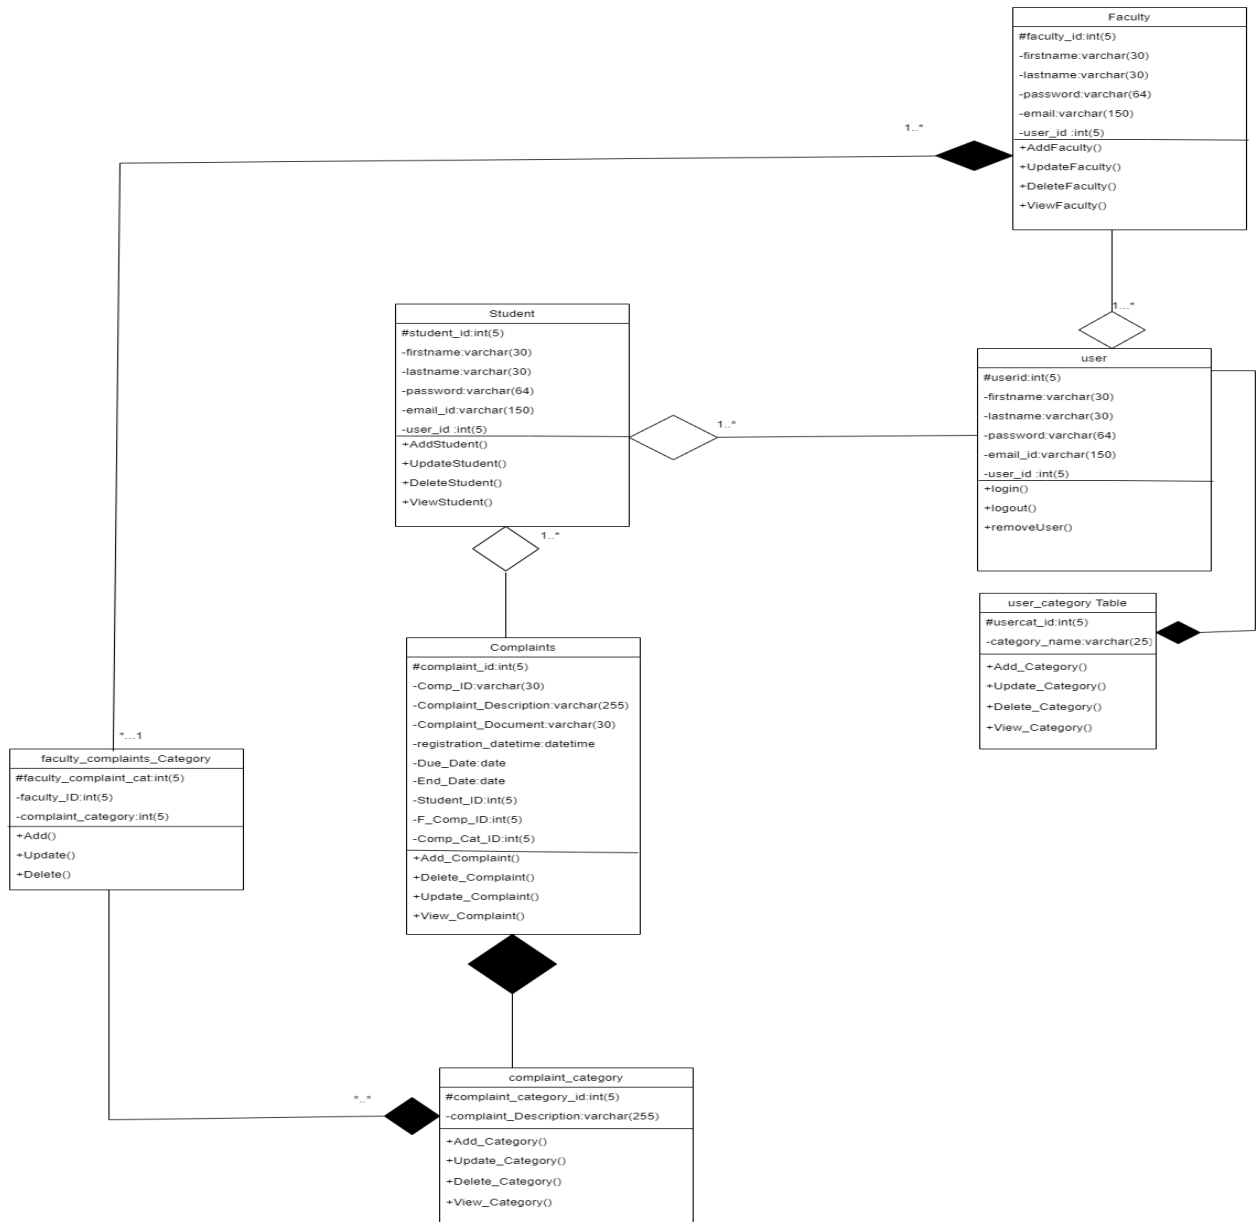 Faculty
#faculty_id:int(5)
-firstname:varchar(30)
-lastname:varchar(30)
-password:varchar(64)
-email:varchar(150)
-user_id :int(5)
+AddFaculty()
+UpdateFaculty()
+DeleteFaculty()
+ViewFaculty()
1..*
1...*
Student
#student_id:int(5)
-firstname:varchar(30)
-lastname:varchar(30)
-password:varchar(64)
-email_id:varchar(150)
-user_id :int(5)
+AddStudent()
+UpdateStudent()
+DeleteStudent()
+ViewStudent()
1..*
1..*
user
#userid:int(5)
-firstname:varchar(30)
-lastname:varchar(30)
-password:varchar(64)
-email_id:varchar(150)
-user_id :int(5)
+login()
+logout()
+removeUser()
user_category Table
#usercat_id:int(5)
-category_name:varchar(25)
+Add_Category()
+Update_Category()
+Delete_Category()
+View_Category()
Complaints
#complaint_id:int(5)
-Comp_ID:varchar(30)
-Complaint_Description:varchar(255)
-Complaint_Document:varchar(30)
-registration_datetime:datetime
-Due_Date:date
-End_Date:date
-Student_ID:int(5)
-F_Comp_ID:int(5)
-Comp_Cat_ID:int(5)
+Add_Complaint()
+Delete_Complaint()
+Update_Complaint()
+View_Complaint()
*...1
faculty_complaints_Category
#faculty_complaint_cat:int(5)
-faculty_ID:int(5)
-complaint_category:int(5)
+Add()
+Update()
+Delete()
*..*
complaint_category
#complaint_category_id:int(5)
-complaint_Description:varchar(255)
+Add_Category()
+Update_Category()
+Delete_Category()
+View_Category()